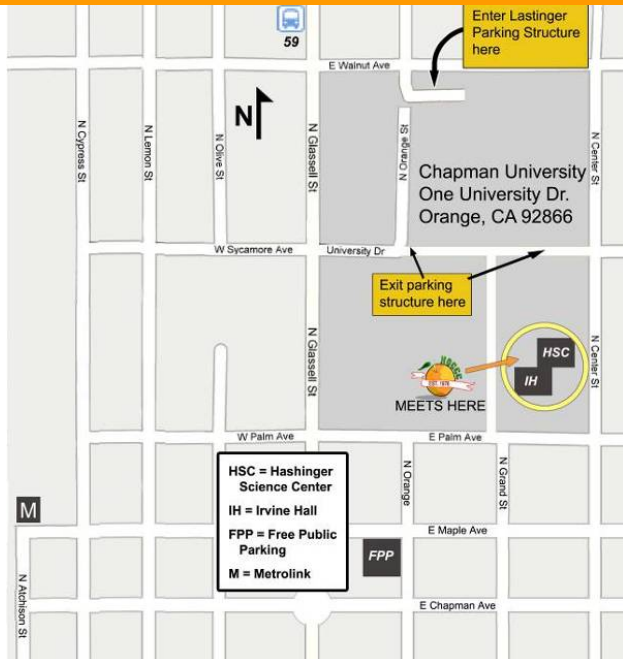 Enter Lastinger
Parking Structure
here
59
E Walnut Ave
N
N Cypress St
N Lemon St
N Olive St
N Glassell St
N Orange St
N Center St
Chapman University
One University Dr.
Orange, CA 92866
W Sycamore Ave
University Dr
Exit parking
structure here
N Glassell St
N Center St
HSC
IH
EST. 1976
MEETS HERE
W Palm Ave
E Palm Ave
HSC = Hashinger
Science Center
IH = Irvine Hall
FPP = Free Public
Parking
M = Metrolink
N Orange
N Grand St
M
E Maple Ave
FPP
N Atchison St
E Chapman Ave